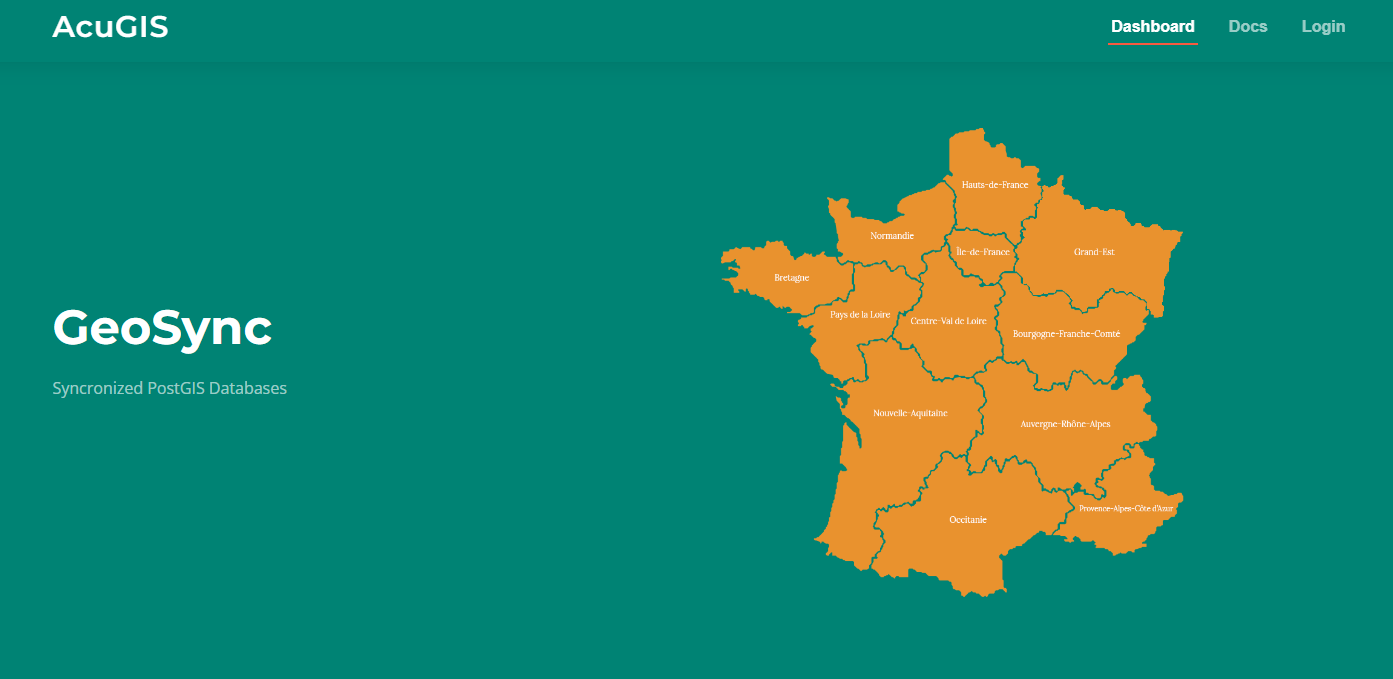 AcuGIS
Dashboard
Docs
Login
GeoSync
Syncronized PostGIS Databases
Hauts-de-France
Normandie
Île-de-France
Grand-Est
Bretagne
Pays de la Loire
Centre-Val de Loire
Bourgogne-Franche-Comté
Nouvelle-Aquitaine
Auvergne-Rhône-Alpes
Provence-Alpes-Côte d'Azur
Occitanie